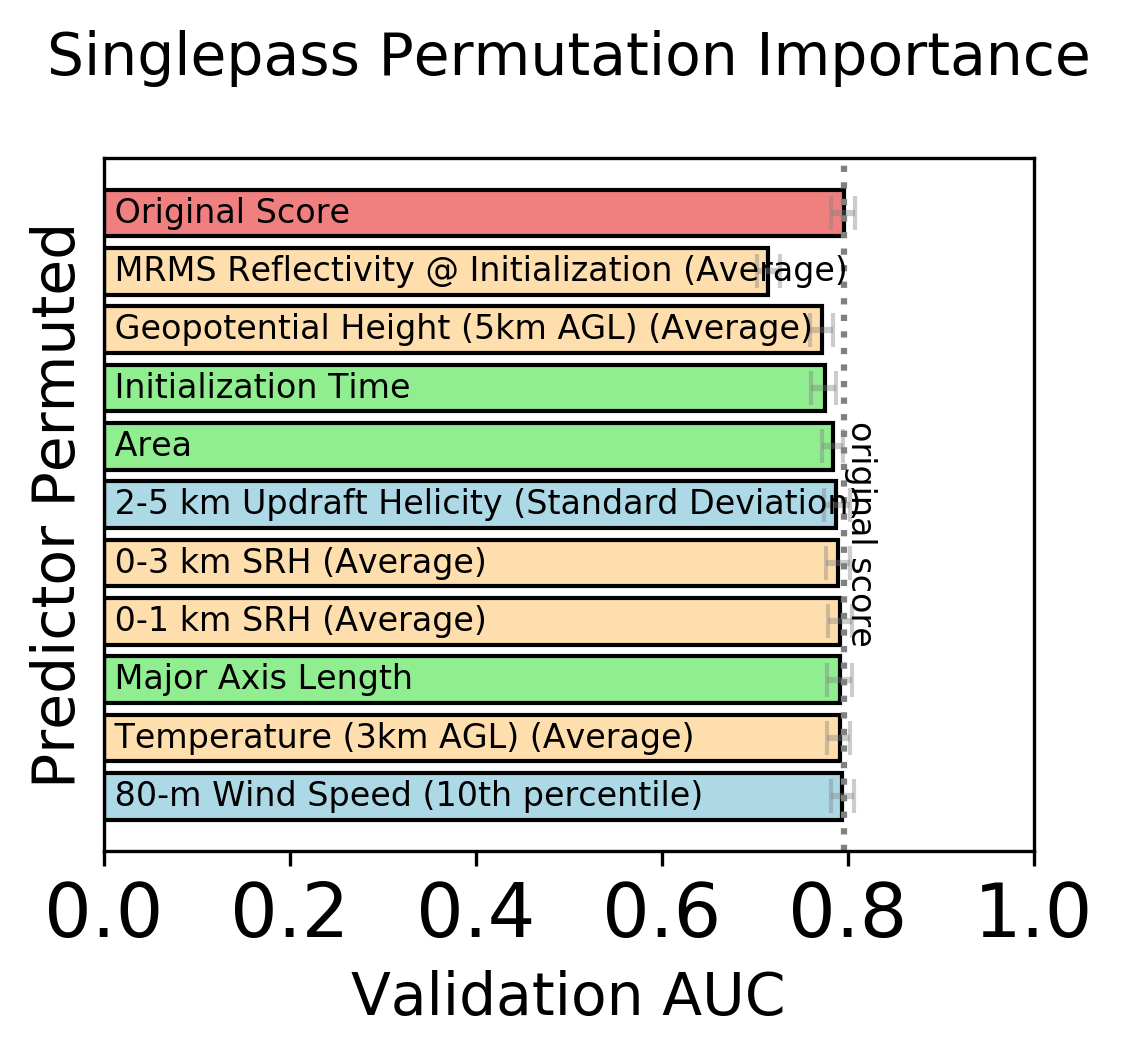 Singlepass Permutation Importance
Predictor Permuted
Original Score
MRMS Reflectivity @ Initialization (Average)
Geopotential Height (5km AGL) (Average)
Initialization Time
Area
2-5 km Updraft Helicity (Standard Deviation)
0-3 km SRH (Average)
0-1 km SRH (Average)
Major Axis Length
Temperature (3km AGL) (Average)
80-m Wind Speed (10th percentile)
original score
0.0 0.2 0.4 0.6 0.8 1.0
Validation AUC